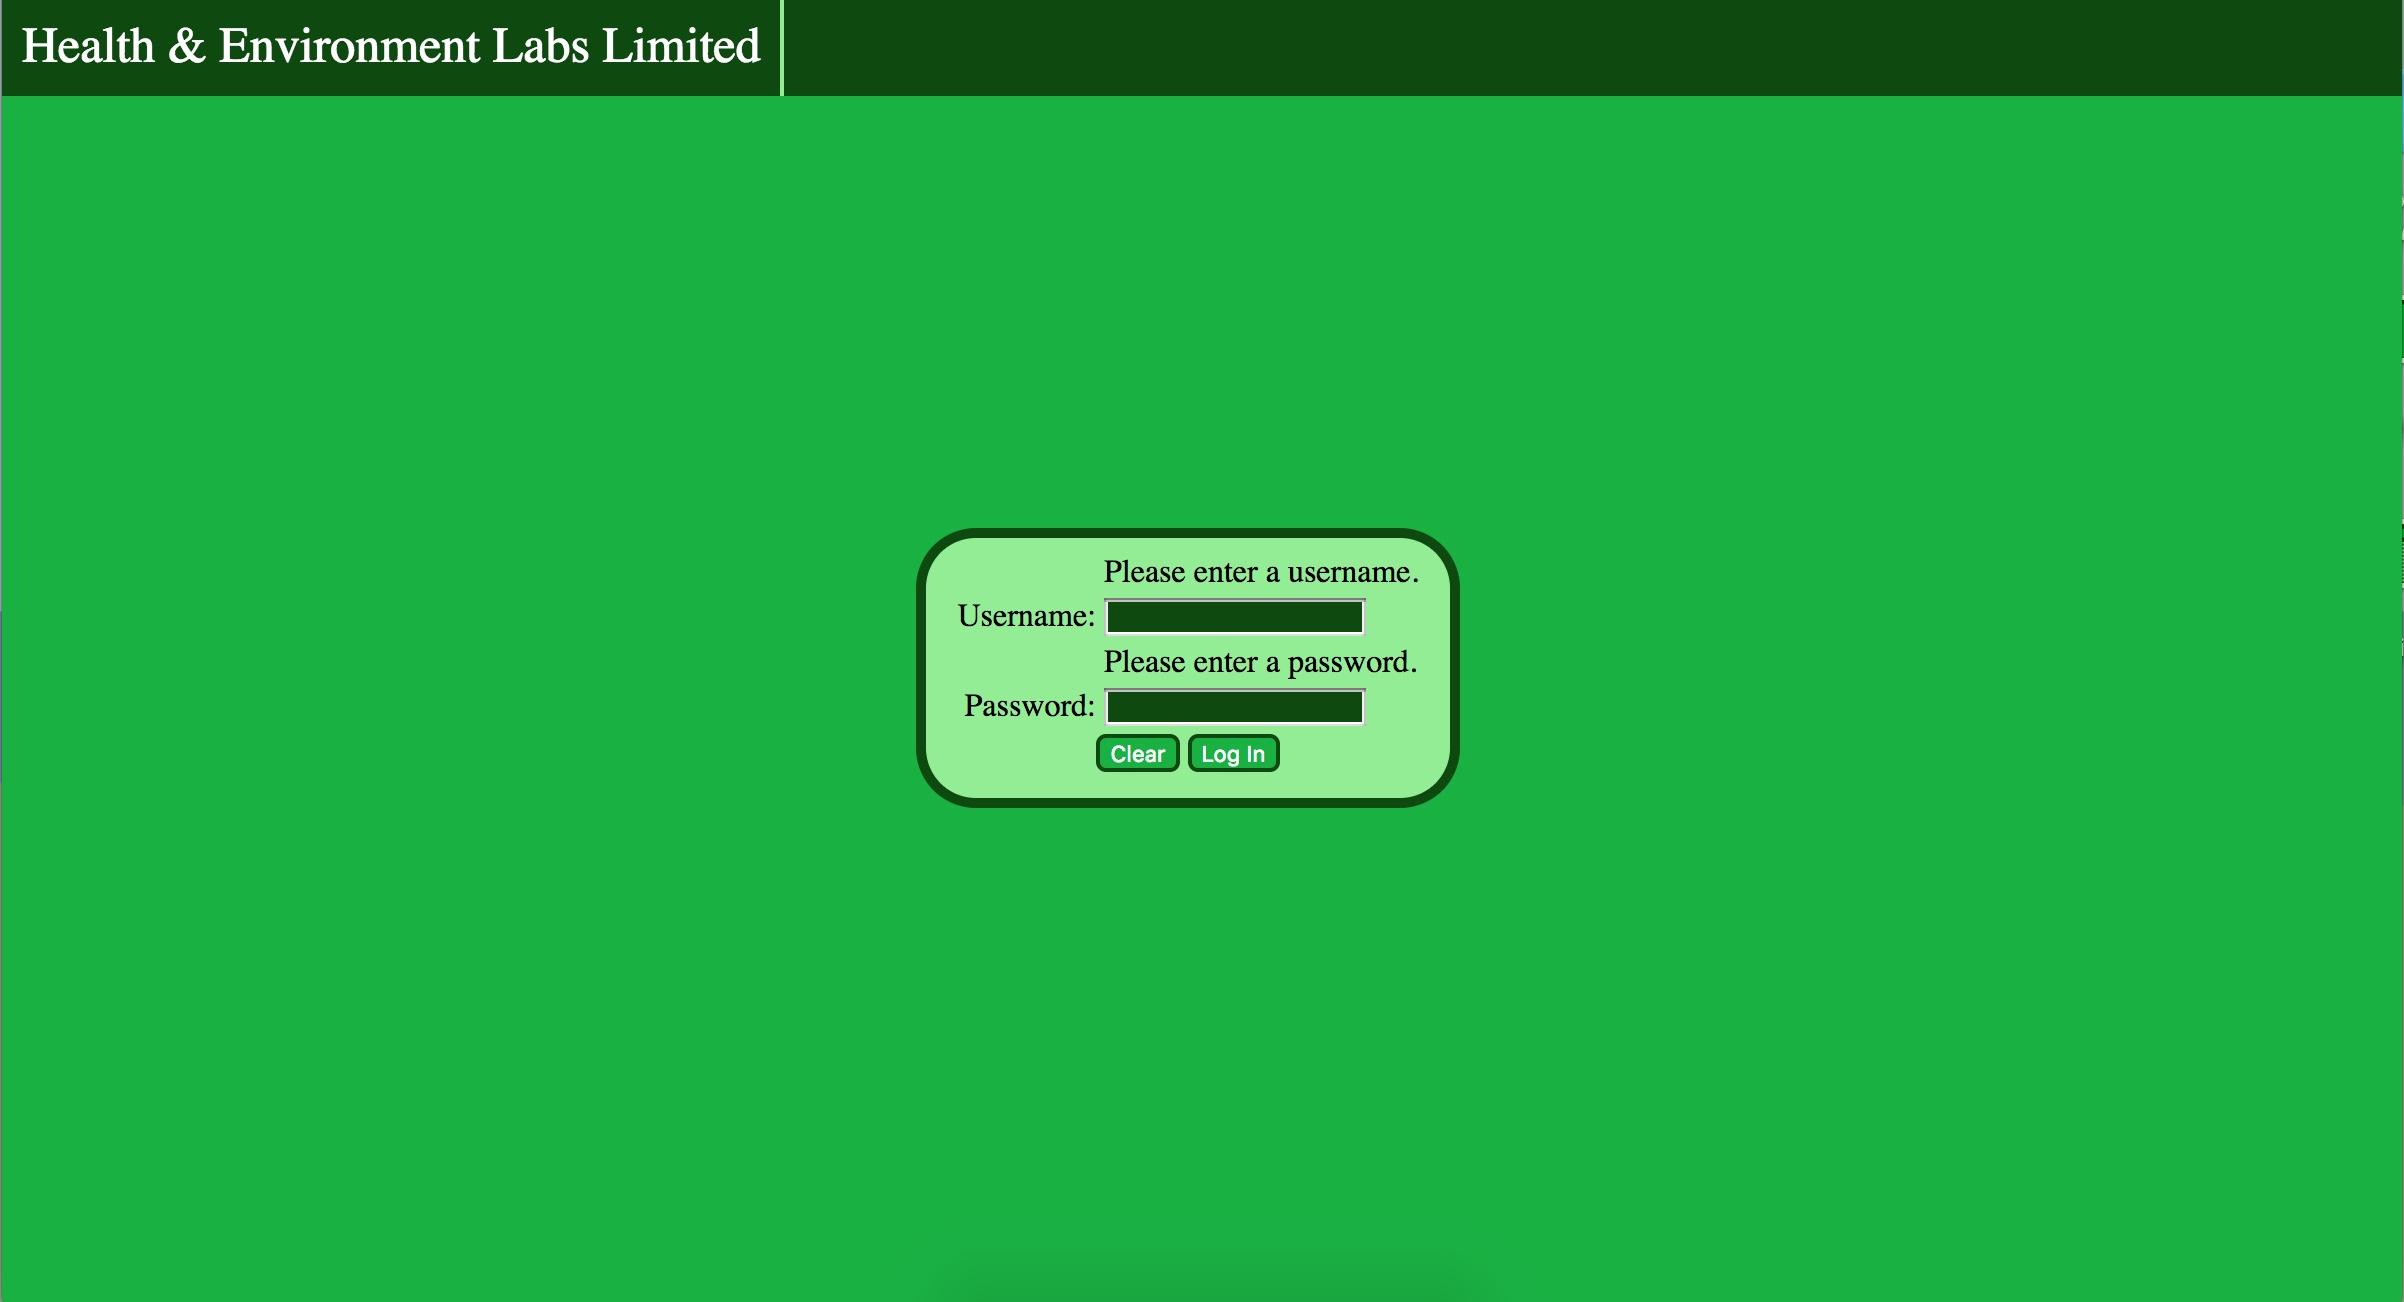 Health & Environment Labs Limited
Please enter a username.
Username:
Please enter a password.
Password:
Clear Log In